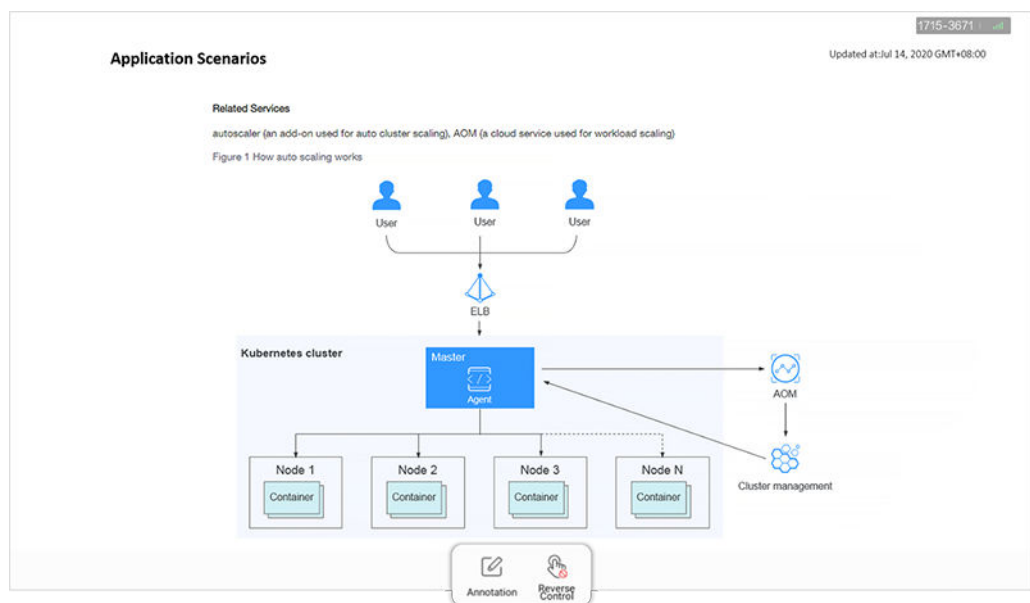 1715-3671
Application Scenarios
Updated at:Jul 14, 2020 GMT+08:00
Related Services
autoscaler (an add-on used for auto cluster scaling), AOM (a cloud service used for workload scaling)
Figure 1 How auto scaling works
User
User
User
ELB
Kubernetes cluster
Master
</>
Agent
AOM
Node 1
Node 2
Node 3
Node N
Container
Container
Container
Container
Cluster management
Annotation
Reverse
Control